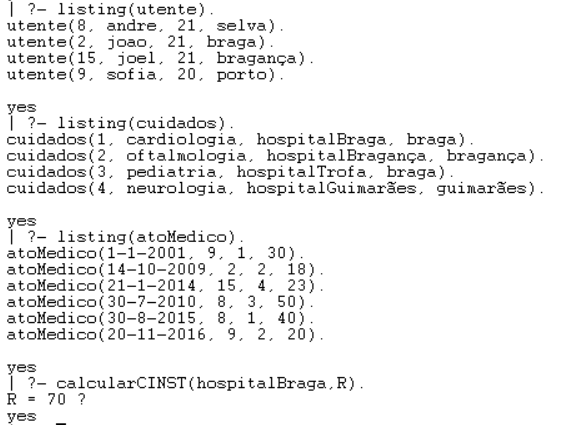 | ?- listing(utente).
utente(8, andre, 21, selva).
utente(2, joao, 21, braga).
utente(15, joel, 21, bragança).
utente(9, sofia, 20, porto).
yes
| ?- listing(cuidados).
cuidados(1, cardiologia, hospitalBraga, braga).
cuidados(2, oftalmologia, hospitalBragança, bragança).
cuidados(3, pediatria, hospitalTrofa, braga).
cuidados(4, neurologia, hospitalGuimarães, guimarães).
yes
| ?- listing(atoMedico).
atoMedico(1-1-2001, 9, 1, 30).
atoMedico(14-10-2009, 2, 2, 18).
atoMedico(21-1-2014, 15, 4, 23).
atoMedico(30-7-2010, 8, 3, 50).
atoMedico(30-8-2015, 8, 1, 40).
atoMedico(20-11-2016, 9, 2, 20).
yes
| ?- calcularCINST(hospitalBraga,R).
R = 70 ?
yes